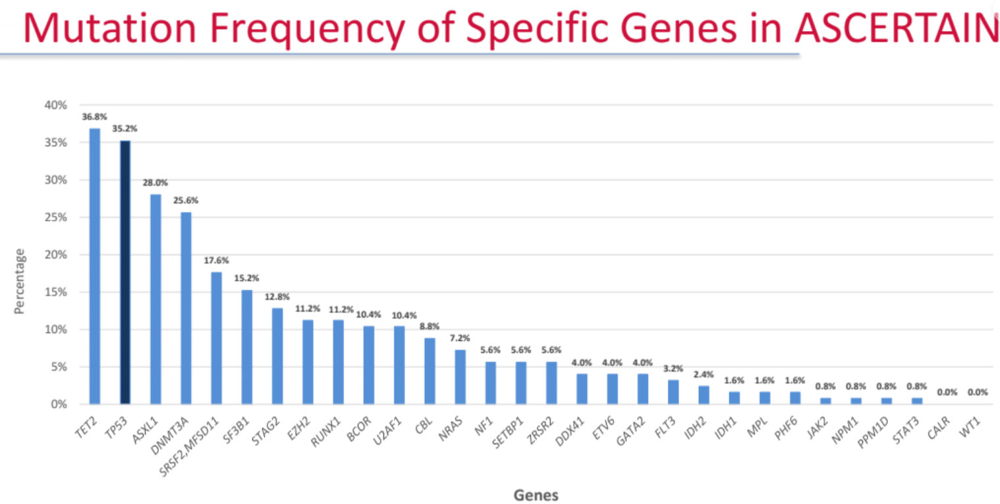 Mutation Frequency of Specific Genes in ASCERTAIN
40%
35%
30%
25%
20%
15%
10%
5%
0%
Percentage
36.8%
35.2%
28.0%
25.6%
17.6%
15.2%
12.8%
11.2%
11.2%
10.4%
10.4%
8.8%
7.2%
5.6%
5.6%
5.6%
4.0%
4.0%
4.0%
3.2%
2.4%
1.6%
1.6%
1.6%
0.8%
0.8%
0.8%
0.8%
0.0%
0.0%
TET2
TP53
ASXL1
DNMT3A
SRSF2,MFSD11
SF3B1
STAG2
EZH2
RUNX1
BCOR
U2AF1
CBL
NRAS
NF1
SETBP1
ZRSR2
DDX41
ETV6
GATA2
FLT3
IDH2
IDH1
MPL
PHF6
JAK2
NPM1
PPM1D
STAT3
CALR
WT1
Genes